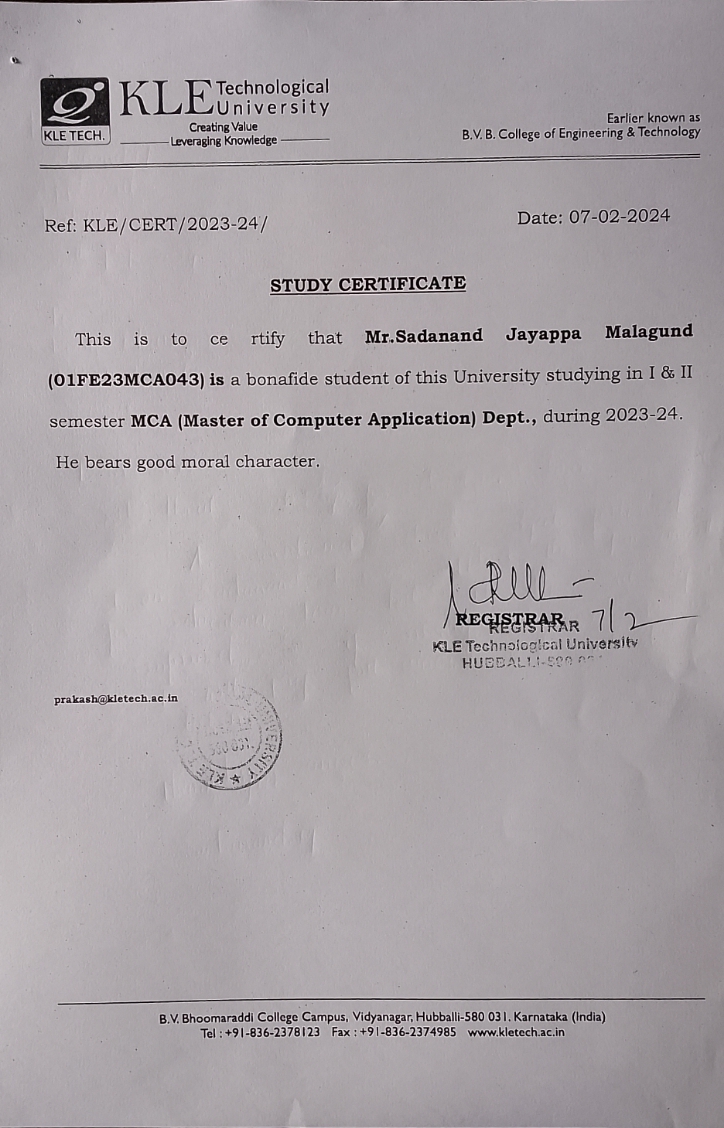 KLE TECH.
KLE Technological University
Creating Value
Leveraging Knowledge
Earlier known as
B.V. B. College of Engineering & Technology
Ref: KLE/CERT/2023-24/
Date: 07-02-2024
STUDY CERTIFICATE
This is to ce rtify that Mr.Sadanand Jayappa Malagund
(01FE23MCA043) is a bonafide student of this University studying in I & II
semester MCA (Master of Computer Application) Dept., during 2023-24.
He bears good moral character.
REGISTRAR
REGISTRAR 7/2
KLE Technological University
HUBBALLI-580
prakash@kletech.ac.in
KLE UNIVERSITY
580 031.
B.V. Bhoomaraddi College Campus, Vidyanagar, Hubballi-580 031. Karnataka (India)
Tel : +91-836-2378123 Fax : +91-836-2374985 www.kletech.ac.in